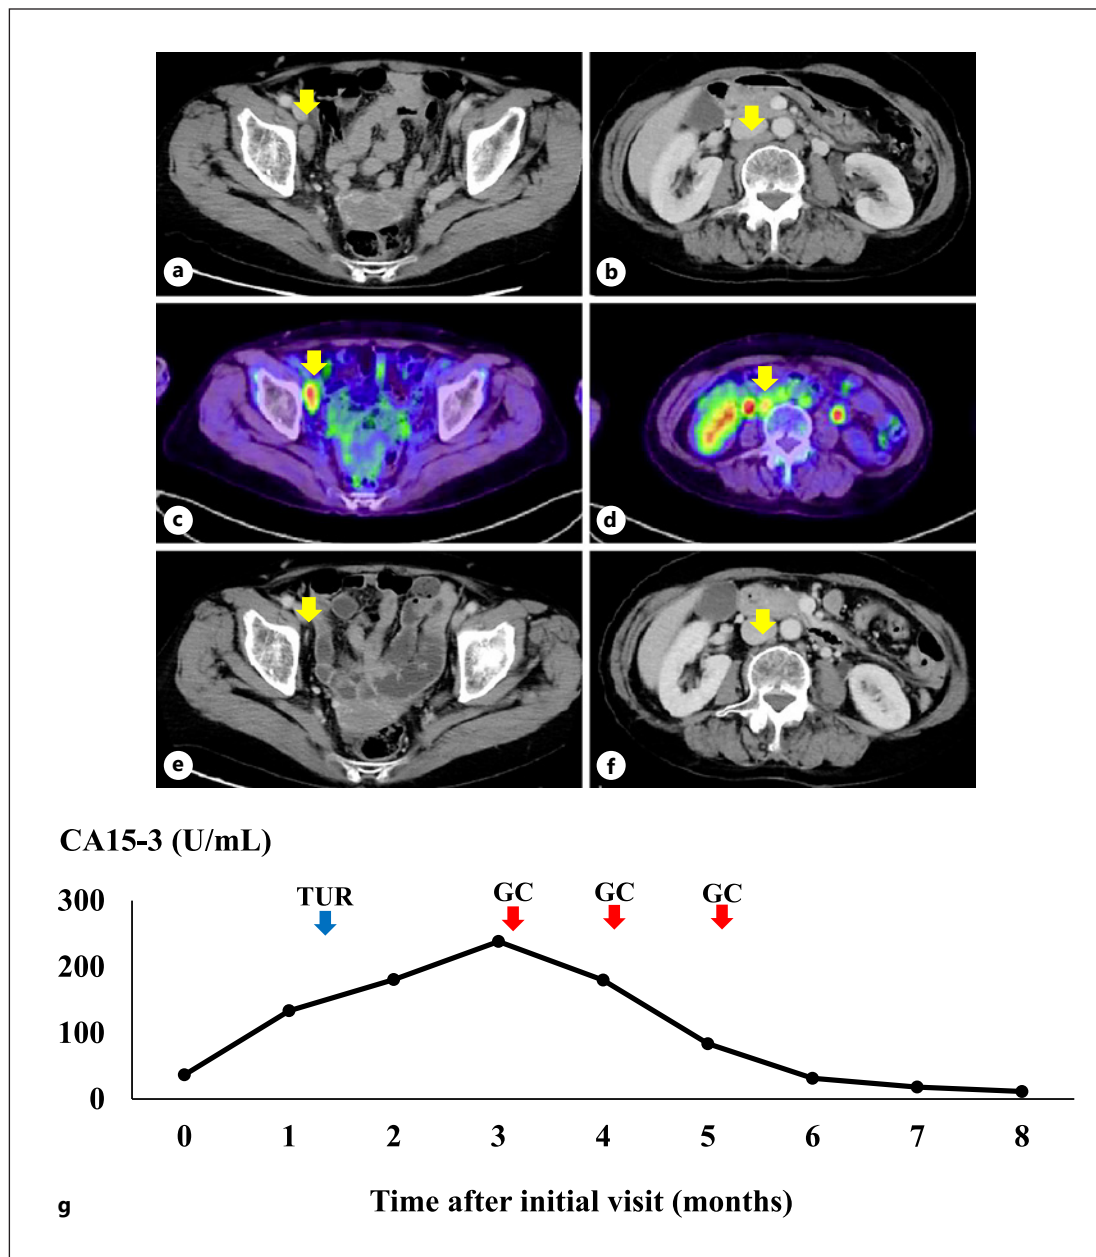 a
b
c
d
e
f
CA15-3 (U/mL)
300
200
100
0
TUR
GC
GC
GC
0 1 2 3 4 5 6 7 8
g
Time after initial visit (months)